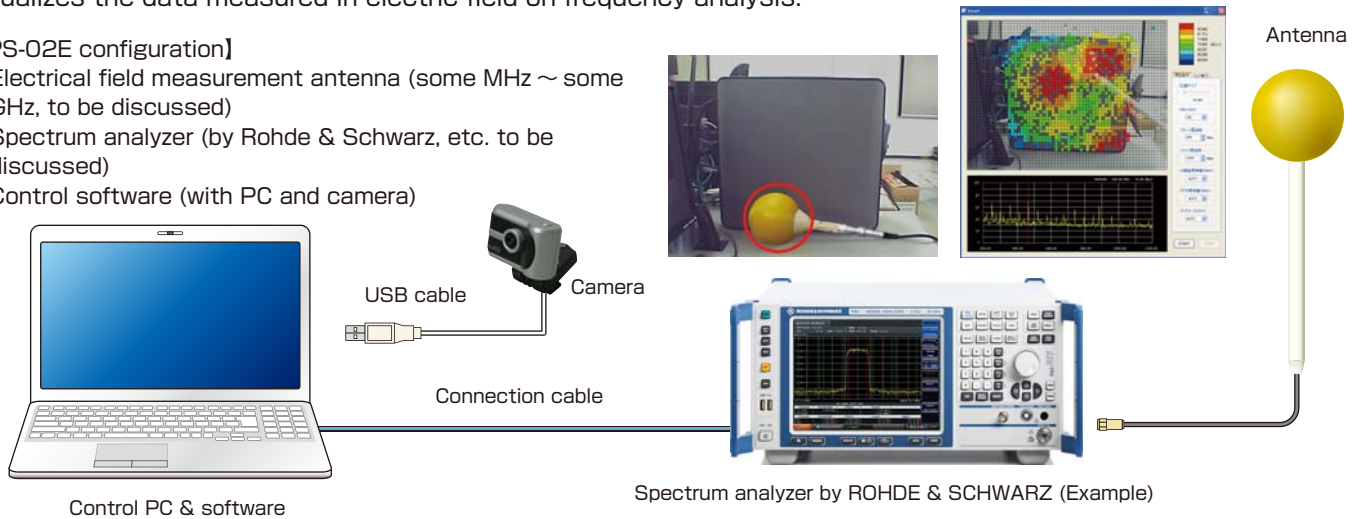 ualizes the data measured in electric field on frequency analysis.
PS-02E configuration】
Electrical field measurement antenna (some MHz ～ some
GHz, to be discussed)
Spectrum analyzer (by Rohde & Schwarz, etc. to be
discussed)
Control software (with PC and camera)
Antenna
Camera
USB cable
Connection cable
ROHDE & SCHWARZ
Control PC & software
Spectrum analyzer by ROHDE & SCHWARZ (Example)